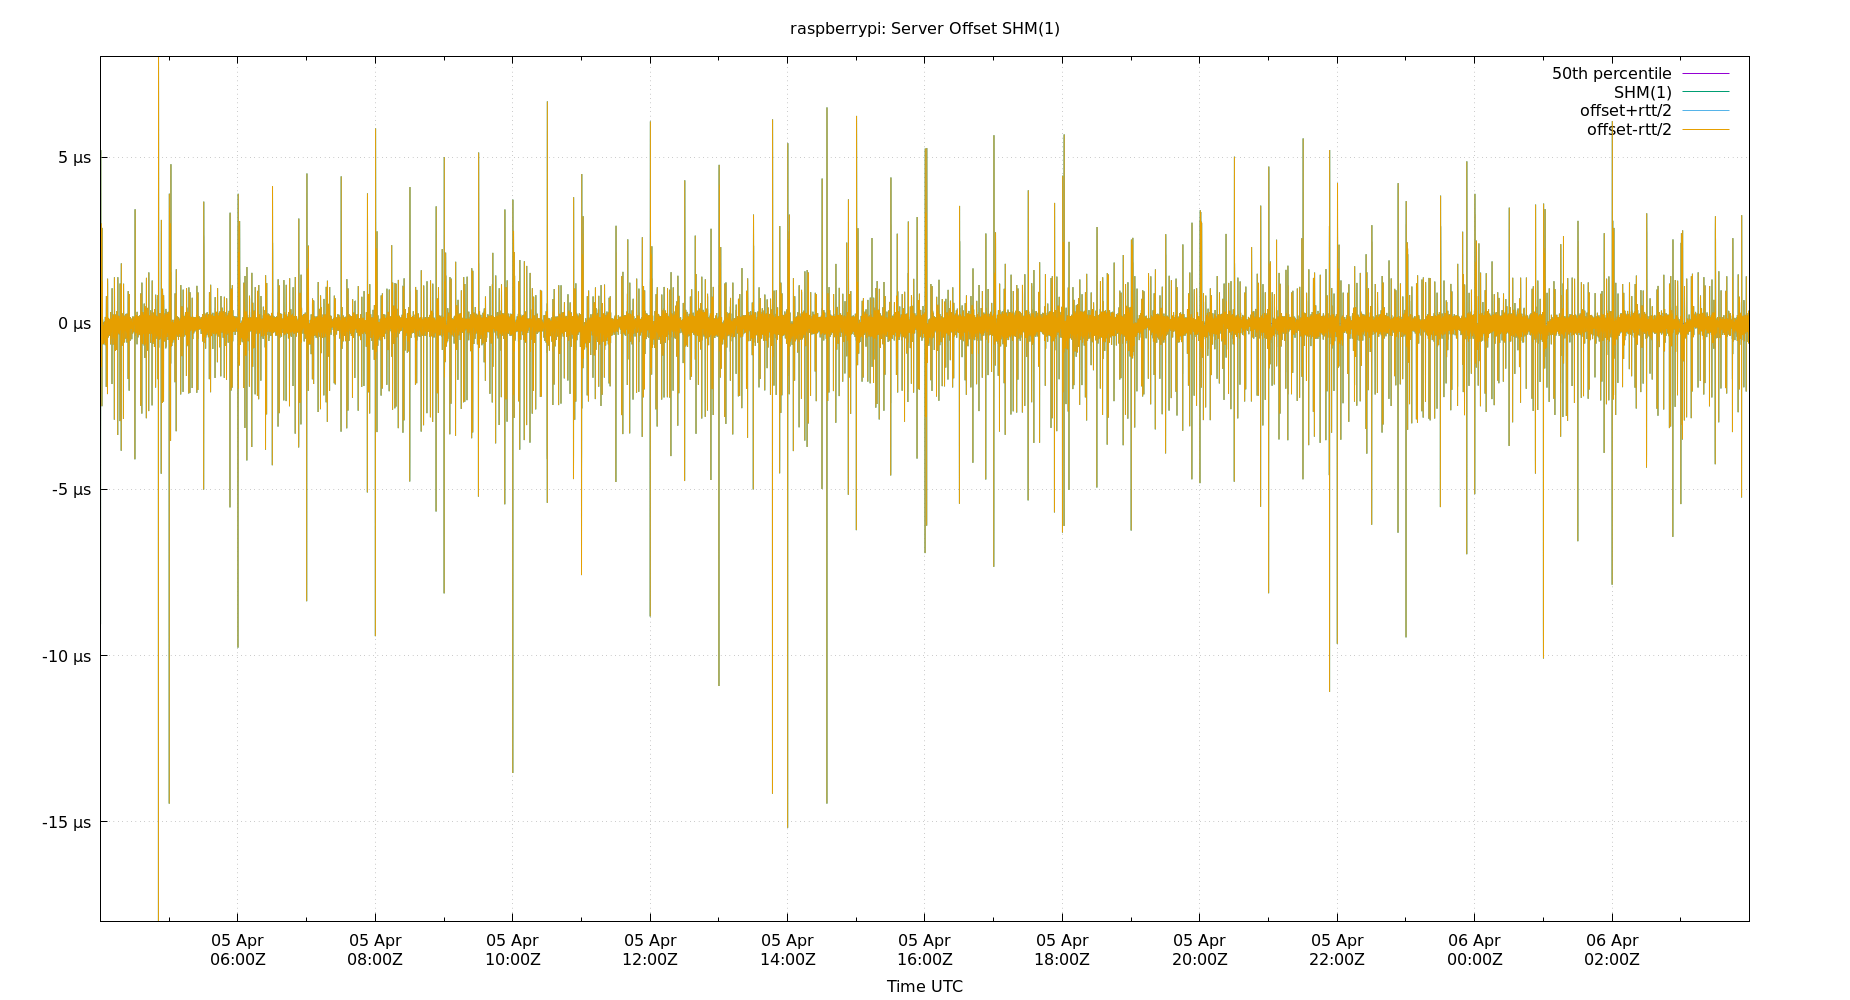 raspberrypi: Server Offset SHM(1)
50th percentile
SHM(1)
offset+rtt/2
offset-rtt/2
5 µs
0 µs
-5 µs
-10 µs
-15 µs
05 Apr 05 Apr 05 Apr 05 Apr 05 Apr 05 Apr 05 Apr 05 Apr 05 Apr 06 Apr 06 Apr
06:00Z 08:00Z 10:00Z 12:00Z 14:00Z 16:00Z 18:00Z 20:00Z 22:00Z 00:00Z 02:00Z
Time UTC